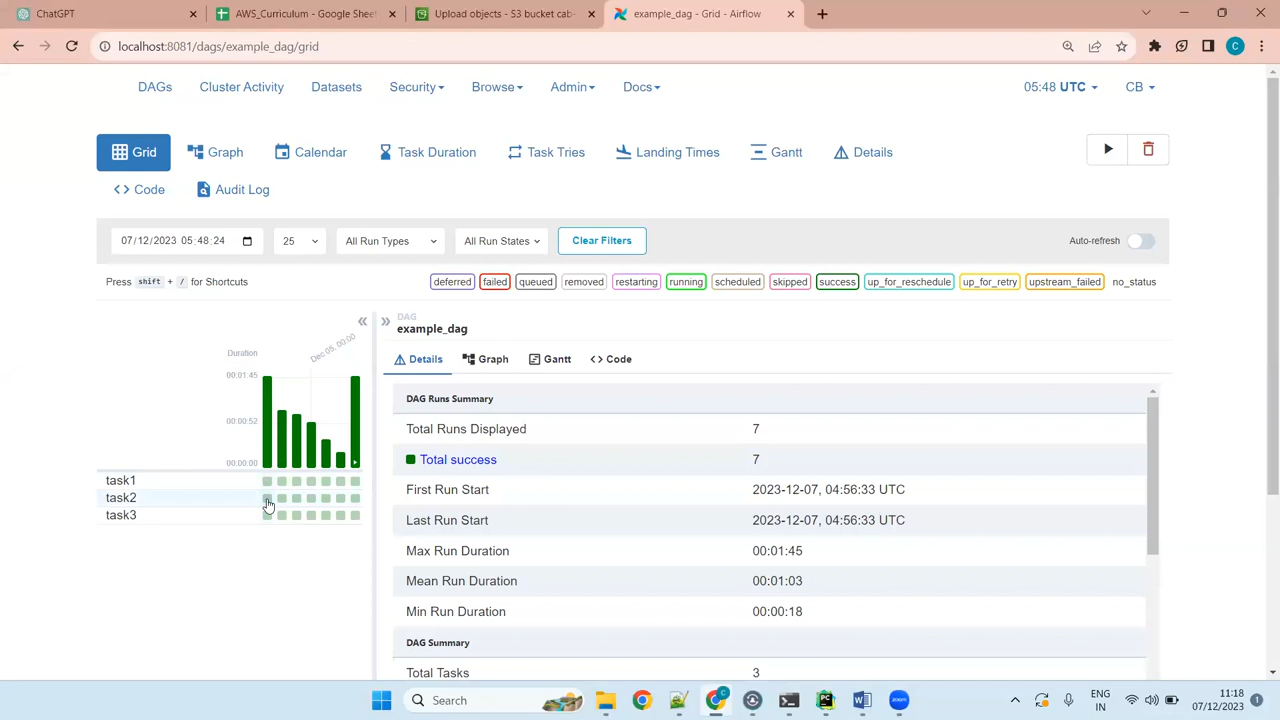 ChatGPT
AWS_Curriculum - Google Sheet
Upload objects - S3 bucket cab-
example_dag - Grid - Airflow
localhost:8081/dags/example_dag/grid
C
DAGs Cluster Activity Datasets Security Browse Admin Docs 05:48 UTC CB
Grid Graph Calendar Task Duration Task Tries Landing Times Gantt Details
Code Audit Log
07/12/2023 05:48:24 25 All Run Types All Run States Clear Filters Auto-refresh
Press shift + / for Shortcuts
deferred failed queued removed restarting running scheduled skipped success up_for_reschedule up_for_retry upstream_failed no_status
DAG
example_dag
Dec 05, 00:00
Duration
00:01:45
00:00:52
00:00:00
task1
task2
task3
Details Graph Gantt Code
DAG Runs Summary
Total Runs Displayed 7
Total success 7
First Run Start 2023-12-07, 04:56:33 UTC
Last Run Start 2023-12-07, 04:56:33 UTC
Max Run Duration 00:01:45
Mean Run Duration 00:01:03
Min Run Duration 00:00:18
DAG Summary
Total Tasks 3
Search
C
PC
W
zoom
ENG
IN
11:18
07/12/2023
1